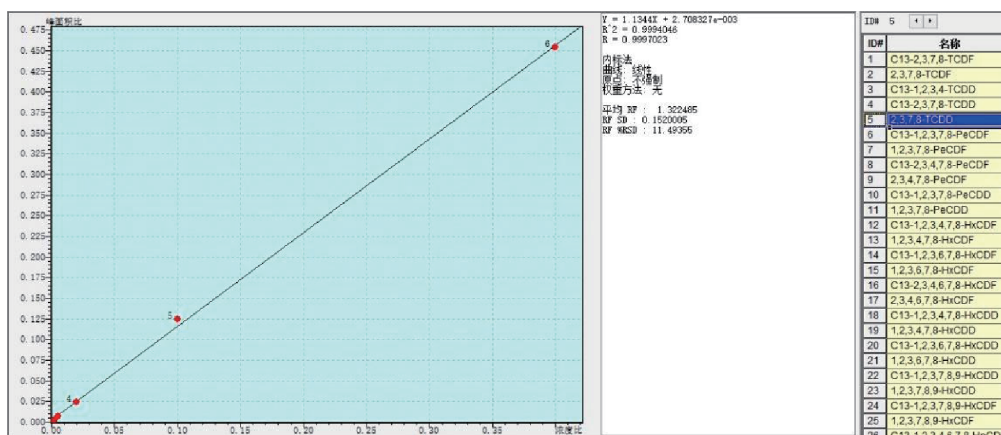 峰面积比
0.475
0.450
0.425
0.400
0.375
0.350
0.325
0.300
0.275
0.250
0.225
0.200
0.175
0.150
0.125
0.100
0.075
0.050
0.025
0.000
6
5
4
0.00 0.05 0.10 0.15 0.20 0.25 0.30 0.35 浓度比
Y = 1.1344X + 2.708327e-003
R^2 = 0.9994046
R = 0.9997023
内标法
曲线: 线性
原点: 不强制
权重方法: 无
平均 RF : 1.322485
RF SD : 0.1520005
RF %RSD : 11.49355
ID# 5
ID# 名称
1 C13-2,3,7,8-TCDF
2 2,3,7,8-TCDF
3 C13-1,2,3,4-TCDD
4 C13-2,3,7,8-TCDD
5 2,3,7,8-TCDD
6 C13-1,2,3,7,8-PeCDF
7 1,2,3,7,8-PeCDF
8 C13-2,3,4,7,8-PeCDF
9 2,3,4,7,8-PeCDF
10 C13-1,2,3,7,8-PeCDD
11 1,2,3,7,8-PeCDD
12 C13-1,2,3,4,7,8-HxCDF
13 1,2,3,4,7,8-HxCDF
14 C13-1,2,3,6,7,8-HxCDF
15 1,2,3,6,7,8-HxCDF
16 C13-2,3,4,6,7,8-HxCDF
17 2,3,4,6,7,8-HxCDF
18 C13-1,2,3,4,7,8-HxCDD
19 1,2,3,4,7,8-HxCDD
20 C13-1,2,3,6,7,8-HxCDD
21 1,2,3,6,7,8-HxCDD
22 C13-1,2,3,7,8,9-HxCDD
23 1,2,3,7,8,9-HxCDD
24 C13-1,2,3,7,8,9-HxCDF
25 1,2,3,7,8,9-HxCDF